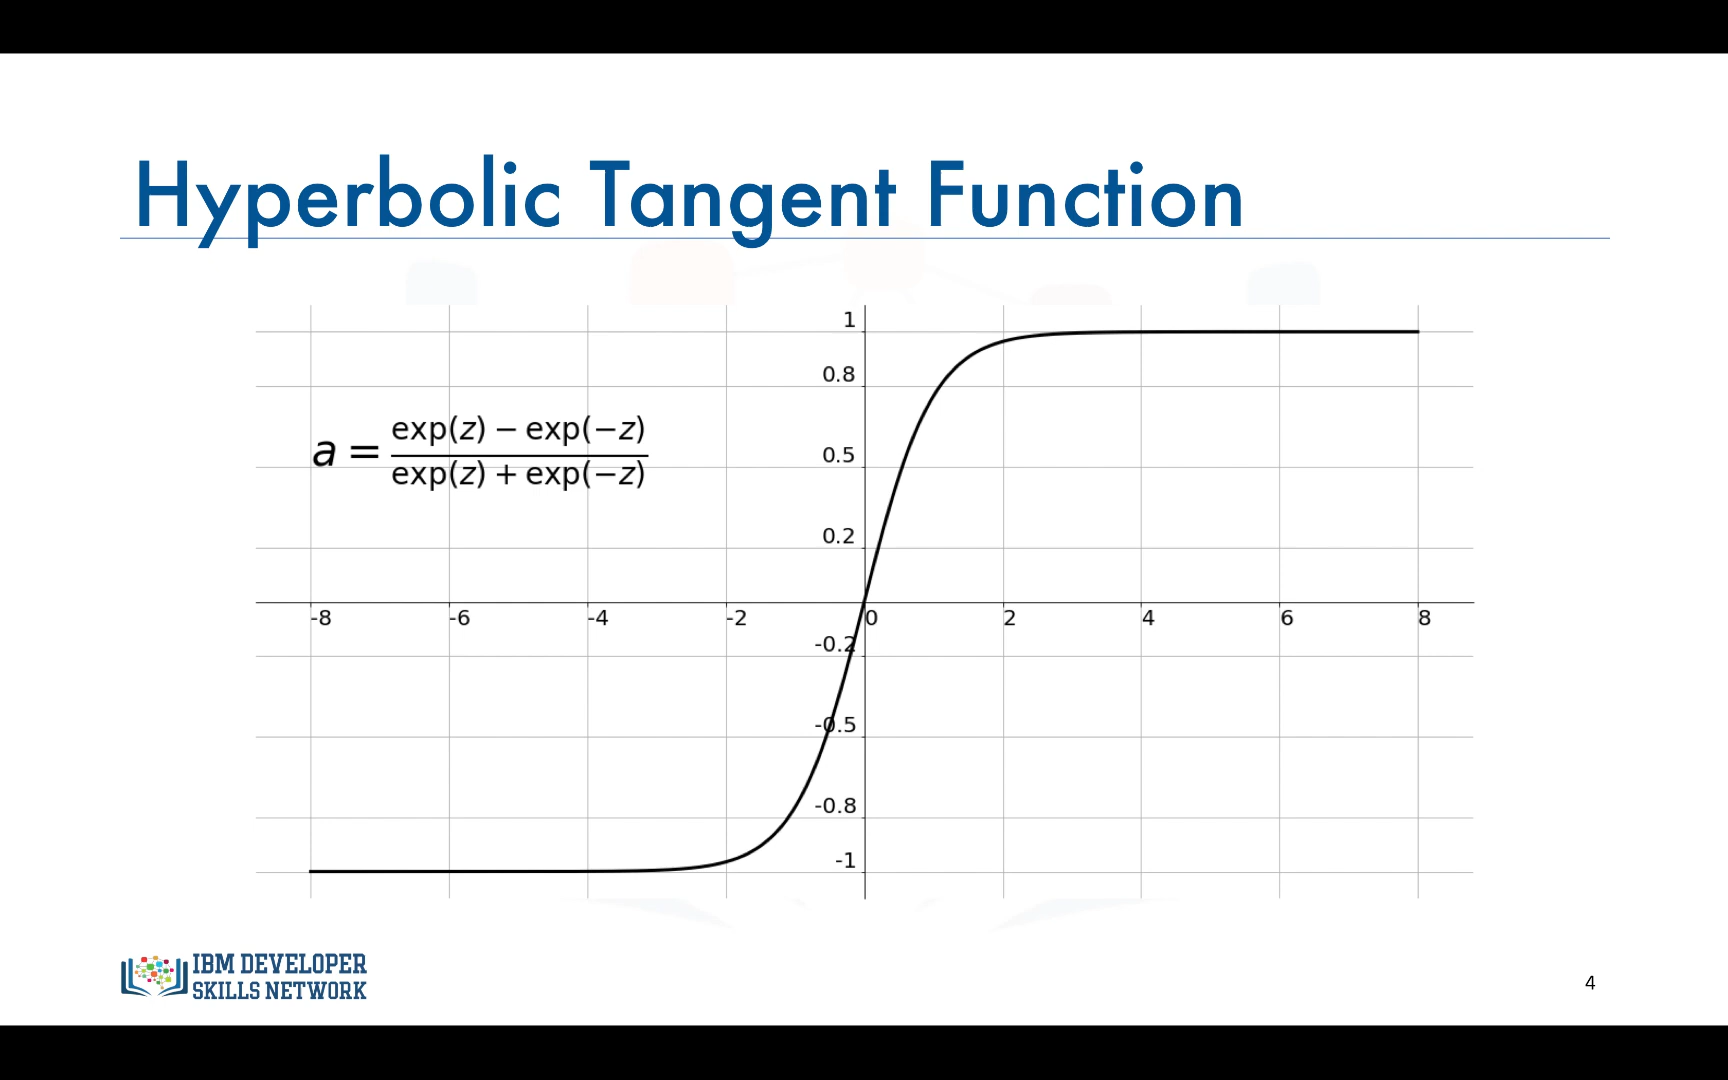 Hyperbolic Tangent Function
1
0.8
a = exp(z) − exp(−z) / exp(z) + exp(−z)
0.5
0.2
-8 -6 -4 -2 0 2 4 6 8
-0.2
-0.5
-0.8
-1
IBM DEVELOPER
SKILLS NETWORK
4